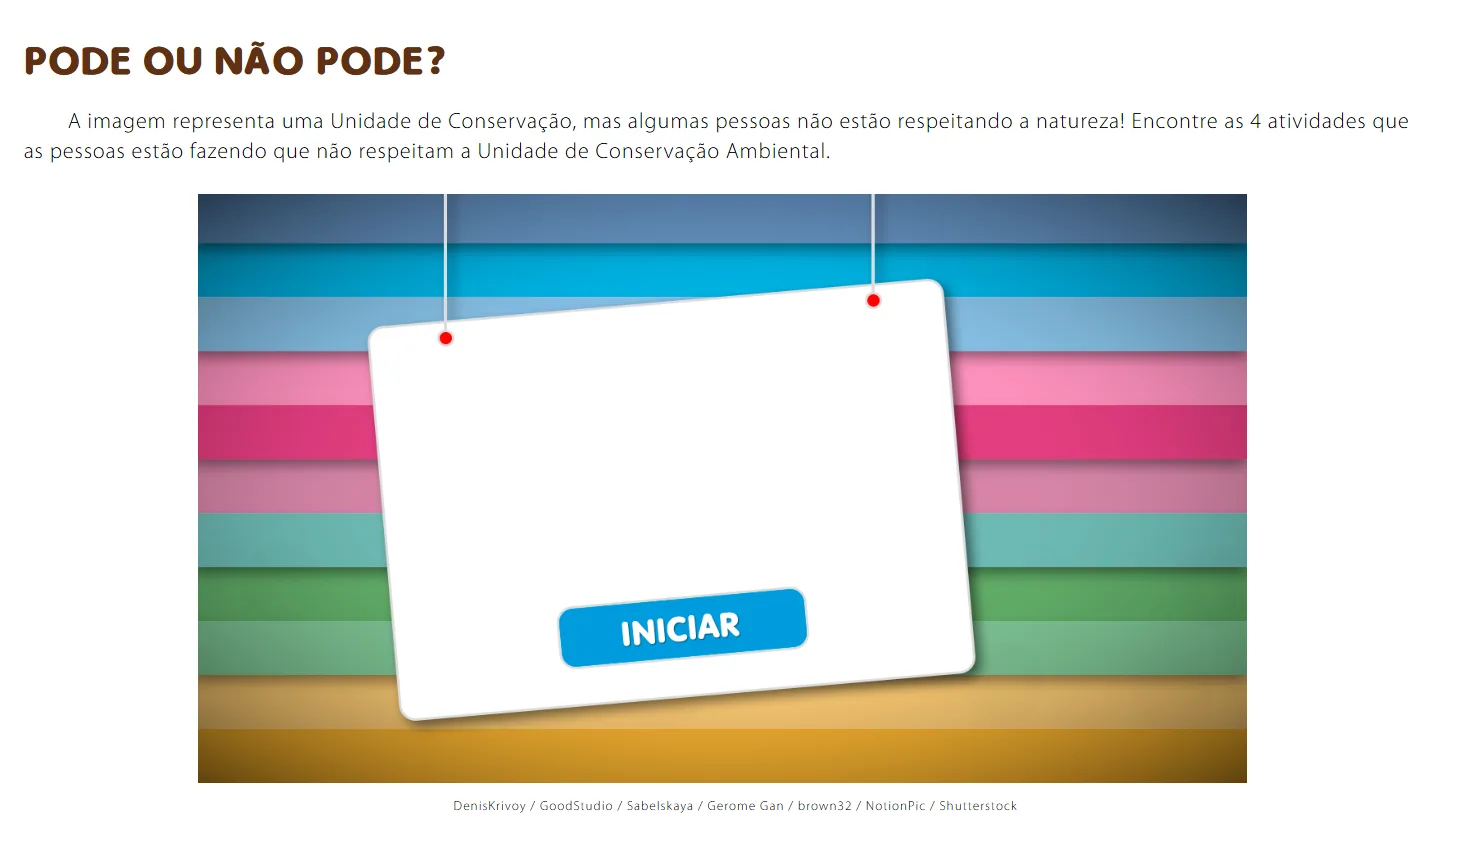 PODE OU NÃO PODE?
A imagem representa uma Unidade de Conservação, mas algumas pessoas não estão respeitando a natureza! Encontre as 4 atividades que
as pessoas estão fazendo que não respeitam a Unidade de Conservação Ambiental.
INICIAR
DenisKrivoy / GoodStudio / Sabelskaya / Gerome Gan / brown32 / NotionPic / Shutterstock